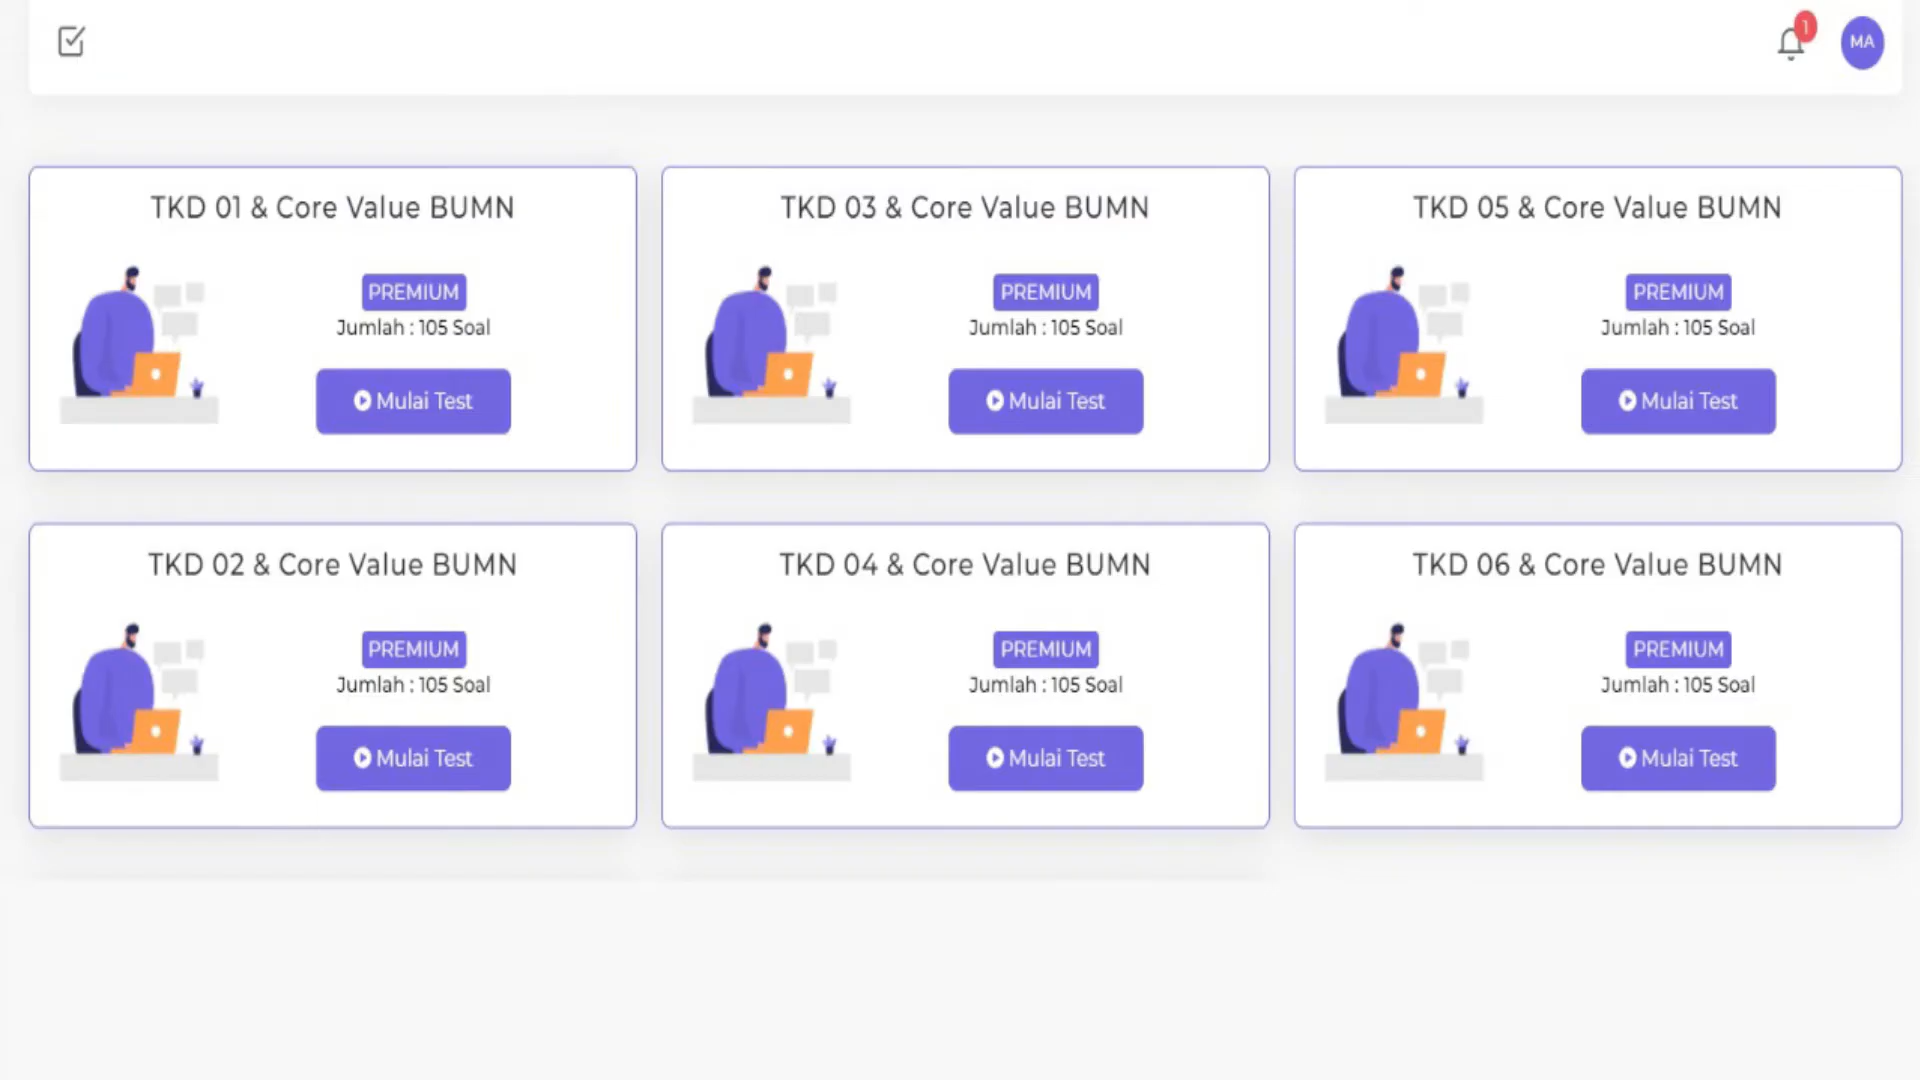 1
MA
TKD 01 & Core Value BUMN
PREMIUM
Jumlah : 105 Soal
Mulai Test
TKD 03 & Core Value BUMN
PREMIUM
Jumlah : 105 Soal
Mulai Test
TKD 05 & Core Value BUMN
PREMIUM
Jumlah : 105 Soal
Mulai Test
TKD 02 & Core Value BUMN
PREMIUM
Jumlah : 105 Soal
Mulai Test
TKD 04 & Core Value BUMN
PREMIUM
Jumlah : 105 Soal
Mulai Test
TKD 06 & Core Value BUMN
PREMIUM
Jumlah : 105 Soal
Mulai Test